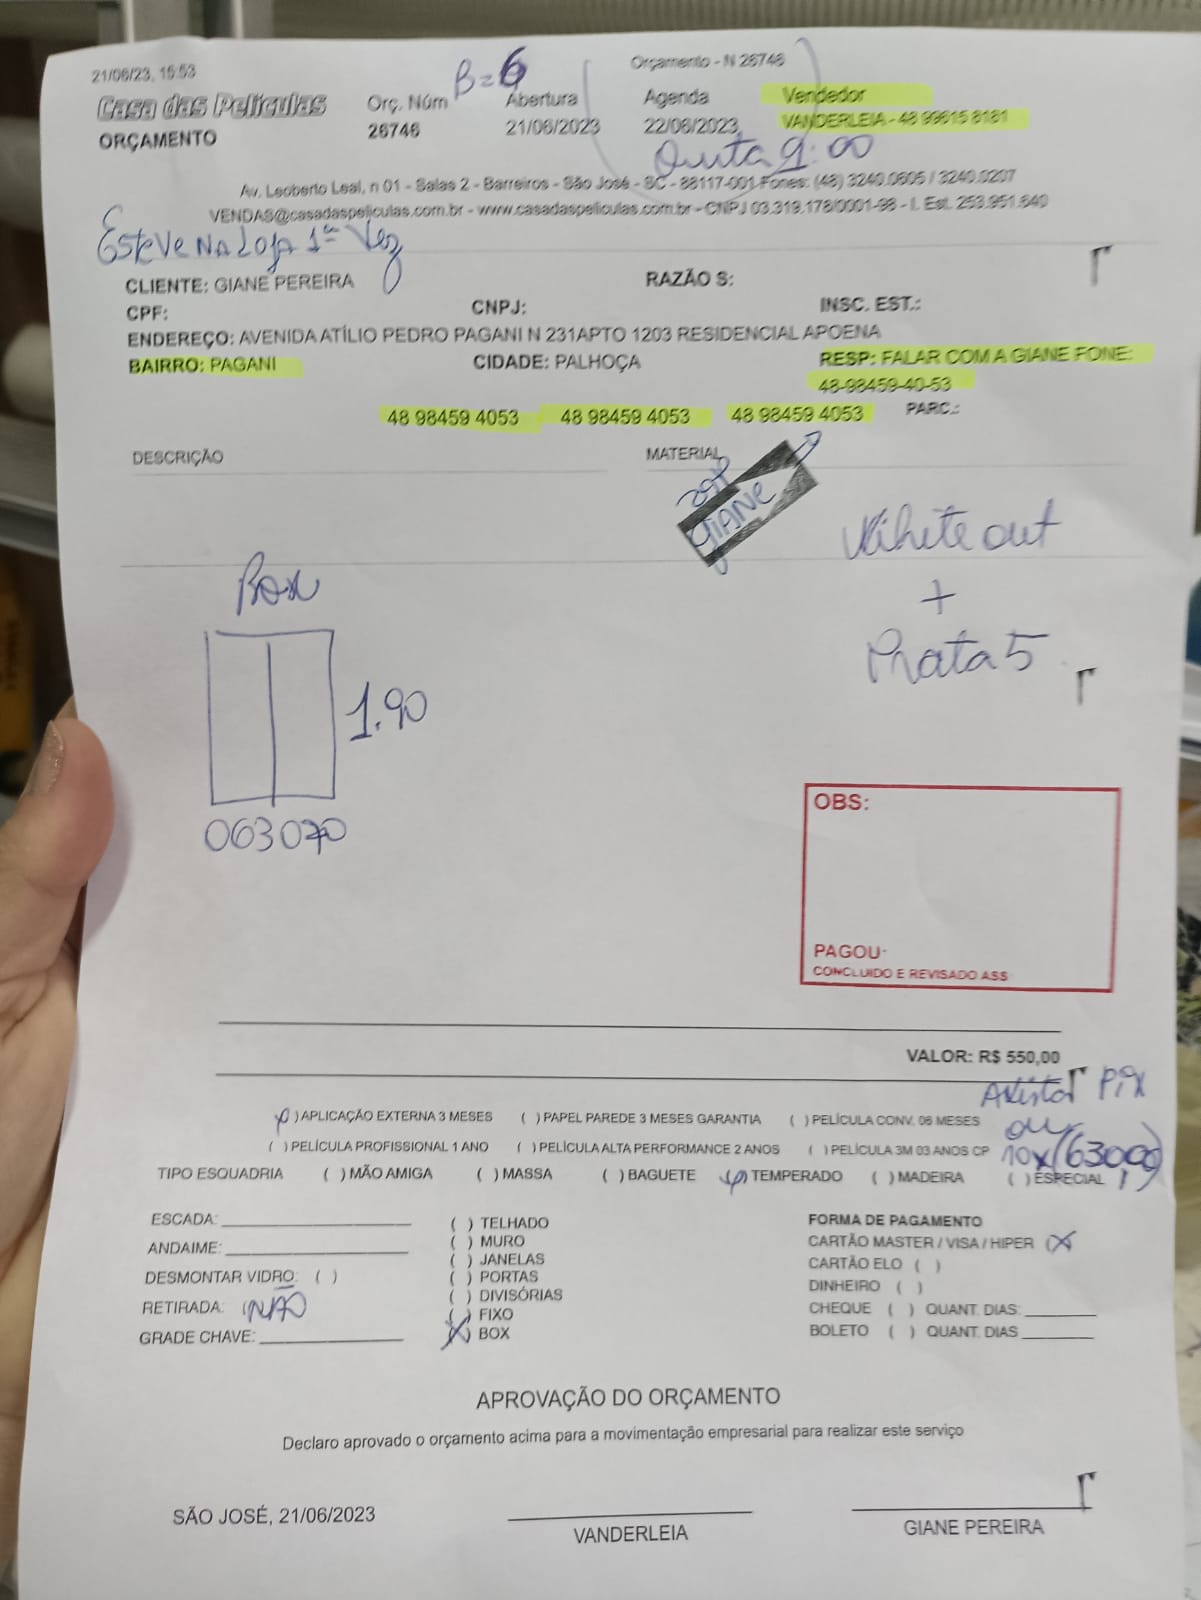 21/06/23, 15:53
B=6
Orçamento - N 26746
Casa das Películas
Orç. Núm
Abertura
Agenda
Vendedor
ORÇAMENTO
26746
21/06/2023
22/06/2023
VANDERLEIA - 48 99615 8181
Quinta 9:00
Av. Leoberto Leal, n 01 - Salas 2 - Barreiros - São José - SC - 88117-001 Fones: (48) 3240.0605 / 3240.0207
VENDAS@casadaspeliculas.com.br - www.casadaspeliculas.com.br - CNPJ 03.319.178/0001-98 - I. Est. 253.951.640
Esteve na Loja 1ª Vez
CLIENTE: GIANE PEREIRA
RAZÃO S:
CPF:
CNPJ:
INSC. EST.:
ENDEREÇO: AVENIDA ATÍLIO PEDRO PAGANI N 231APTO 1203 RESIDENCIAL APOENA
BAIRRO: PAGANI
CIDADE: PALHOÇA
RESP: FALAR COM A GIANE FONE:
48-98459-40-53
48 98459 4053
48 98459 4053
48 98459 4053
PARC.:
DESCRIÇÃO
MATERIAL
GIANE
White out
+
Prata 5
Box
1.90
063 070
OBS:
PAGOU:
CONCLUIDO E REVISADO ASS
VALOR: R$ 550,00
Avista Pix
ou
10x (630,00)
( ) APLICAÇÃO EXTERNA 3 MESES
( ) PAPEL PAREDE 3 MESES GARANTIA
( ) PELÍCULA CONV. 06 MESES
( ) PELÍCULA PROFISSIONAL 1 ANO
( ) PELÍCULA ALTA PERFORMANCE 2 ANOS
( ) PELÍCULA 3M 03 ANOS CP
TIPO ESQUADRIA
( ) MÃO AMIGA
( ) MASSA
( ) BAGUETE
( ) TEMPERADO
( ) MADEIRA
( ) ESPECIAL
ESCADA:
ANDAIME:
DESMONTAR VIDRO: ( )
RETIRADA: (NÃO
GRADE CHAVE:
( ) TELHADO
( ) MURO
( ) JANELAS
( ) PORTAS
( ) DIVISÓRIAS
( ) FIXO
(X) BOX
FORMA DE PAGAMENTO
CARTÃO MASTER / VISA / HIPER (X
CARTÃO ELO ( )
DINHEIRO ( )
CHEQUE ( ) QUANT. DIAS:
BOLETO ( ) QUANT. DIAS
APROVAÇÃO DO ORÇAMENTO
Declaro aprovado o orçamento acima para a movimentação empresarial para realizar este serviço
SÃO JOSÉ, 21/06/2023
VANDERLEIA
GIANE PEREIRA